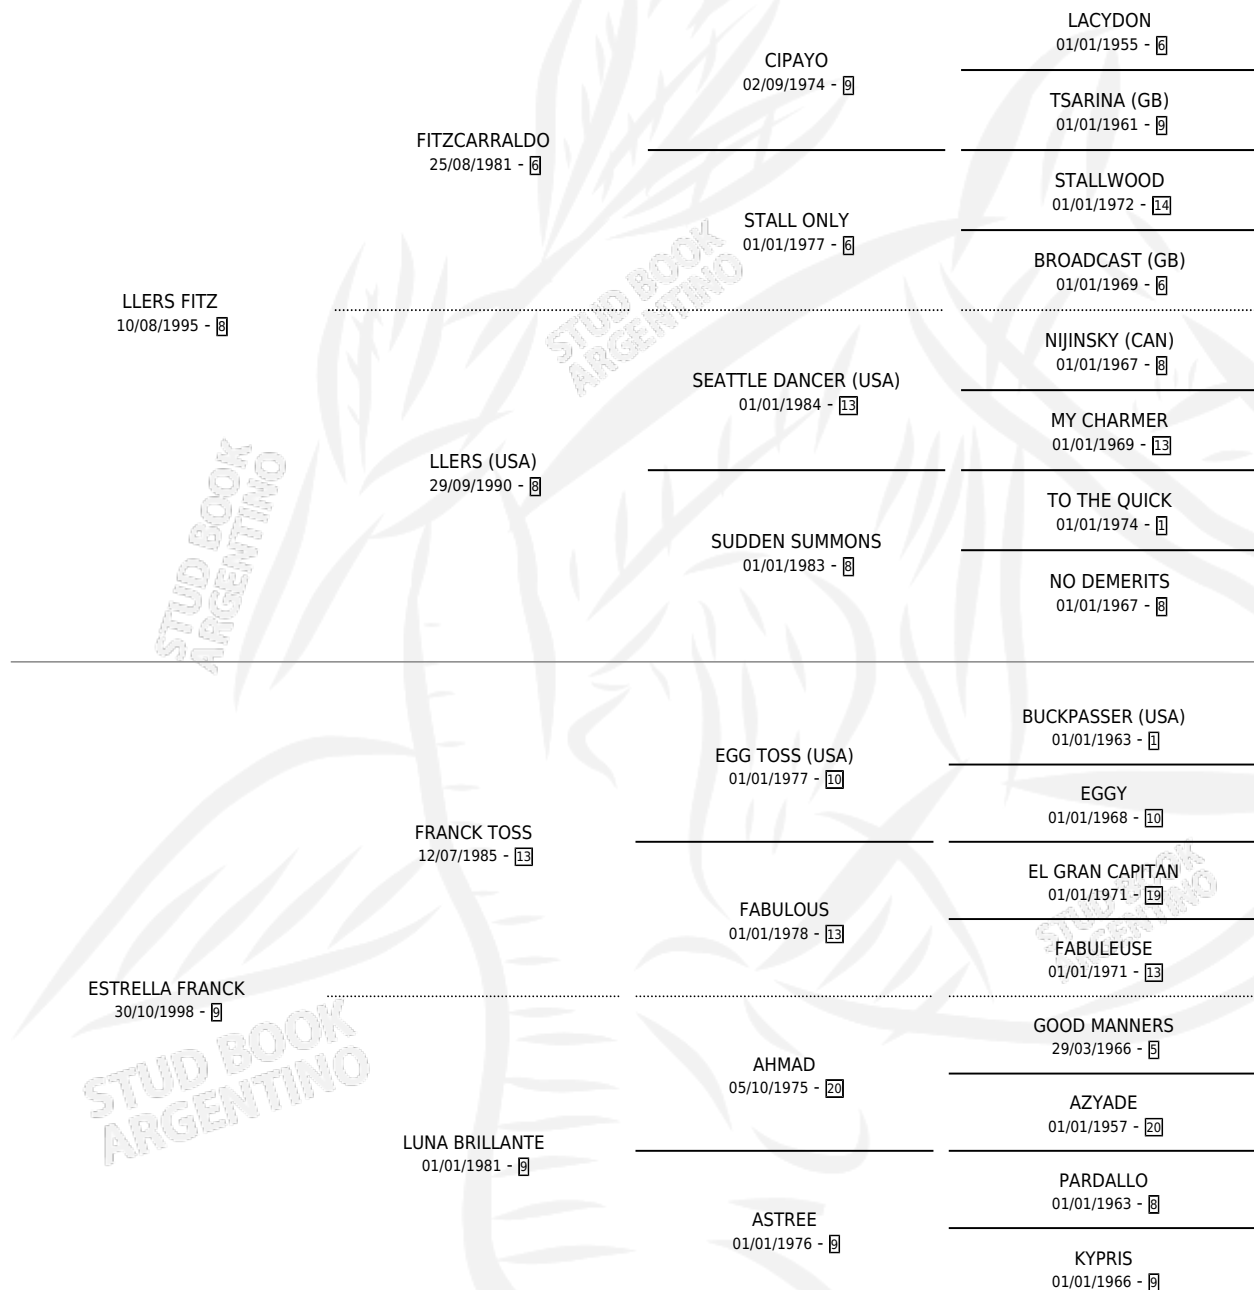 LACYDON
01/01/1955 - 6
CIPAYO
02/09/1974 - 9
TSARINA (GB)
01/01/1961 - 9
FITZCARRALDO
25/08/1981 - 6
STALLWOOD
01/01/1972 - 14
STALL ONLY
01/01/1977 - 6
BROADCAST (GB)
01/01/1969 - 6
LLERS FITZ
10/08/1995 - 8
NIJINSKY (CAN)
01/01/1967 - 8
SEATTLE DANCER (USA)
01/01/1984 - 13
MY CHARMER
01/01/1969 - 13
LLERS (USA)
29/09/1990 - 8
TO THE QUICK
01/01/1974 - 1
SUDDEN SUMMONS
01/01/1983 - 8
NO DEMERITS
01/01/1967 - 8
BUCKPASSER (USA)
01/01/1963 - 1
EGG TOSS (USA)
01/01/1977 - 10
EGGY
01/01/1968 - 10
FRANCK TOSS
12/07/1985 - 13
EL GRAN CAPITAN
01/01/1971 - 19
FABULOUS
01/01/1978 - 13
FABULEUSE
01/01/1971 - 13
ESTRELLA FRANCK
30/10/1998 - 9
GOOD MANNERS
29/03/1966 - 5
AHMAD
05/10/1975 - 20
AZYADE
01/01/1957 - 20
LUNA BRILLANTE
01/01/1981 - 9
PARDALLO
01/01/1963 - 8
ASTREE
01/01/1976 - 9
KYPRIS
01/01/1966 - 9
STUD BOOK
ARGENTINO
STUD BOOK
ARGENTINO
STUD BOOK
ARGENTINO
STUD BOOK
ARGENTINO